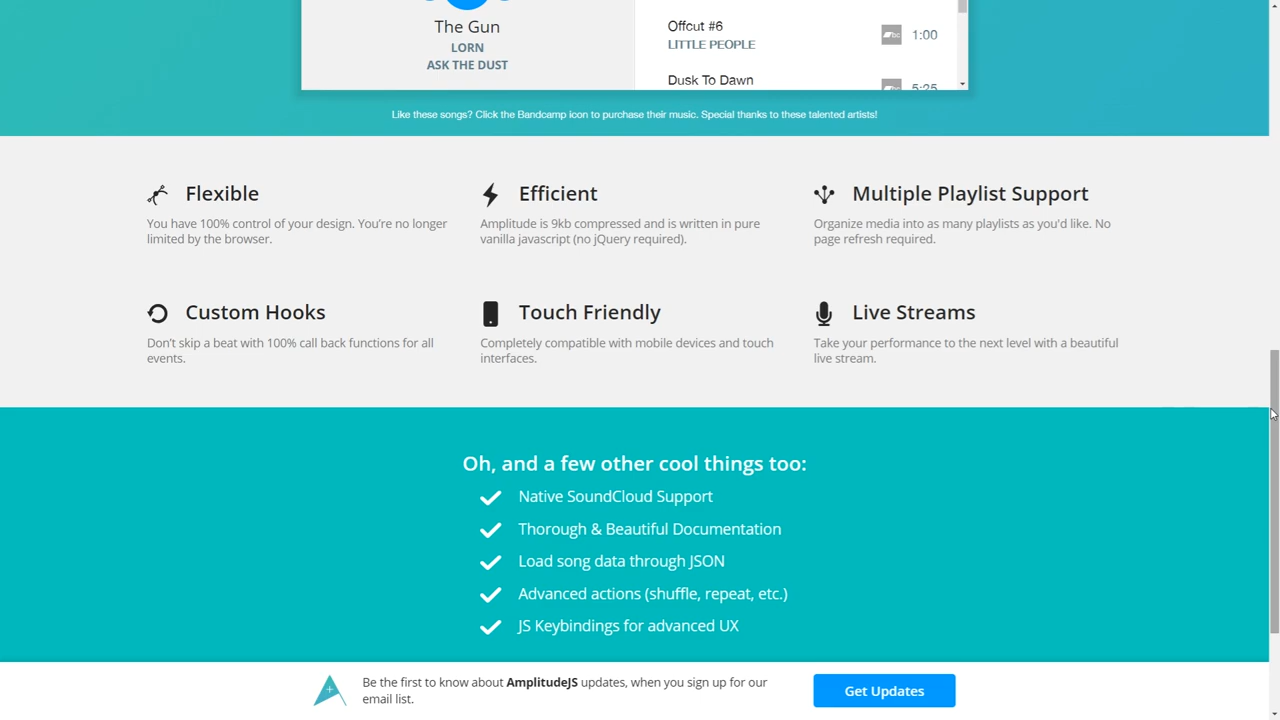 The Gun
LORN
ASK THE DUST
Offcut #6
LITTLE PEOPLE
bc
1:00
Dusk To Dawn
bc
5:25
Like these songs? Click the Bandcamp icon to purchase their music. Special thanks to these talented artists!
Flexible
You have 100% control of your design. You’re no longer
limited by the browser.
Efficient
Amplitude is 9kb compressed and is written in pure
vanilla javascript (no jQuery required).
Multiple Playlist Support
Organize media into as many playlists as you'd like. No
page refresh required.
Custom Hooks
Don’t skip a beat with 100% call back functions for all
events.
Touch Friendly
Completely compatible with mobile devices and touch
interfaces.
Live Streams
Take your performance to the next level with a beautiful
live stream.
Oh, and a few other cool things too:
Native SoundCloud Support
Thorough & Beautiful Documentation
Load song data through JSON
Advanced actions (shuffle, repeat, etc.)
JS Keybindings for advanced UX
Be the first to know about AmplitudeJS updates, when you sign up for our
email list.
Get Updates